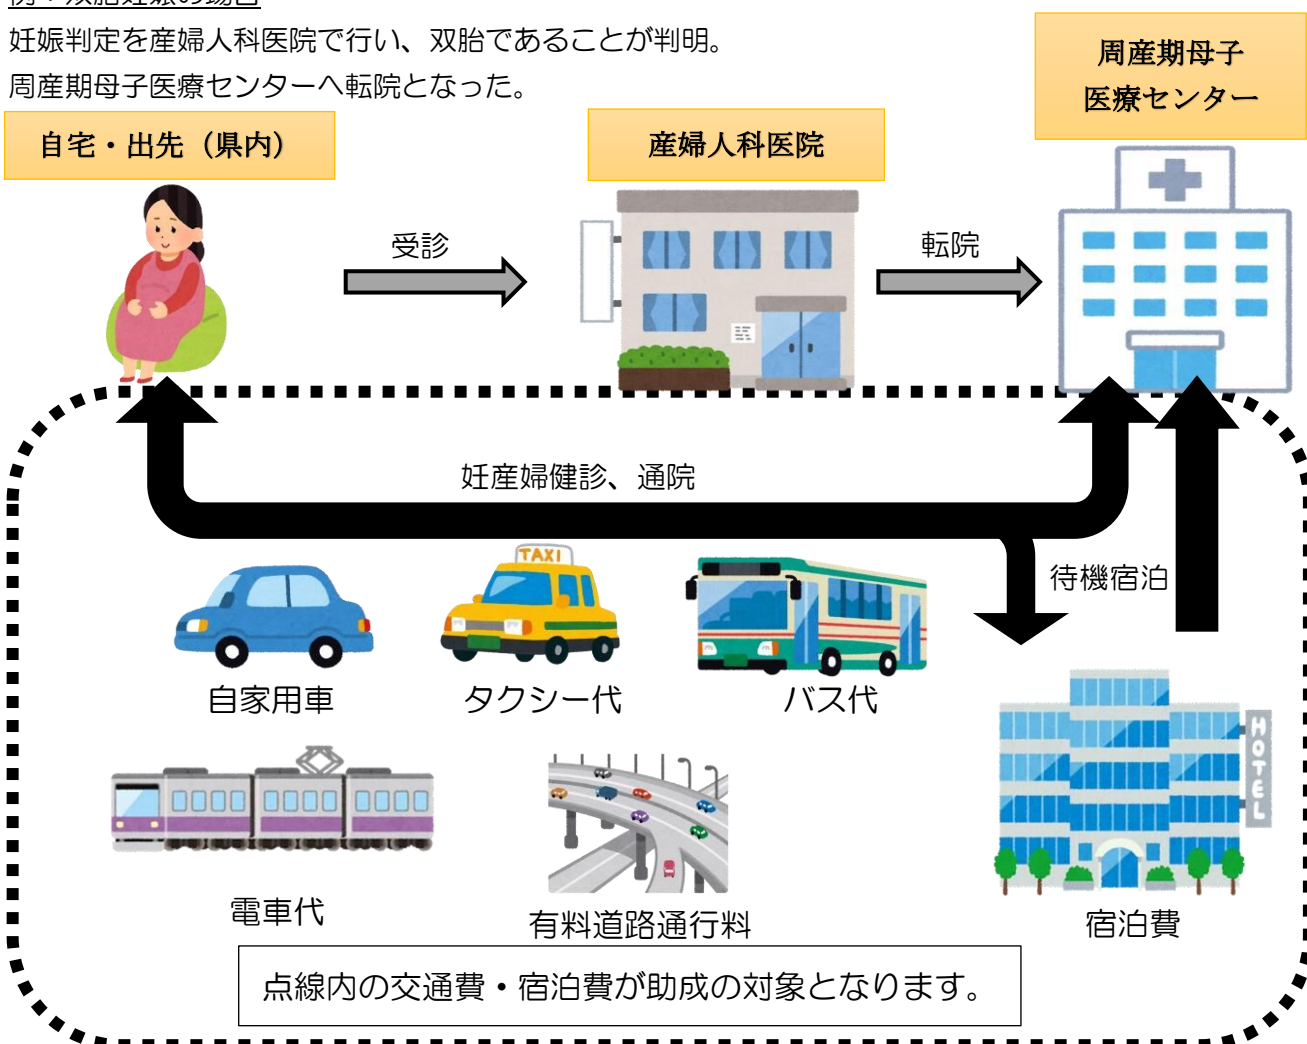 妊娠判定を産婦人科医院で行い、双胎であることが判明。
周産期母子医療センターへ転院となった。
周産期母子
医療センター
自宅・出先（県内）
産婦人科医院
受診
転院
妊産婦健診、通院
待機宿泊
TAXI
自家用車
タクシー代
バス代
HOTEL
電車代
有料道路通行料
宿泊費
点線内の交通費・宿泊費が助成の対象となります。